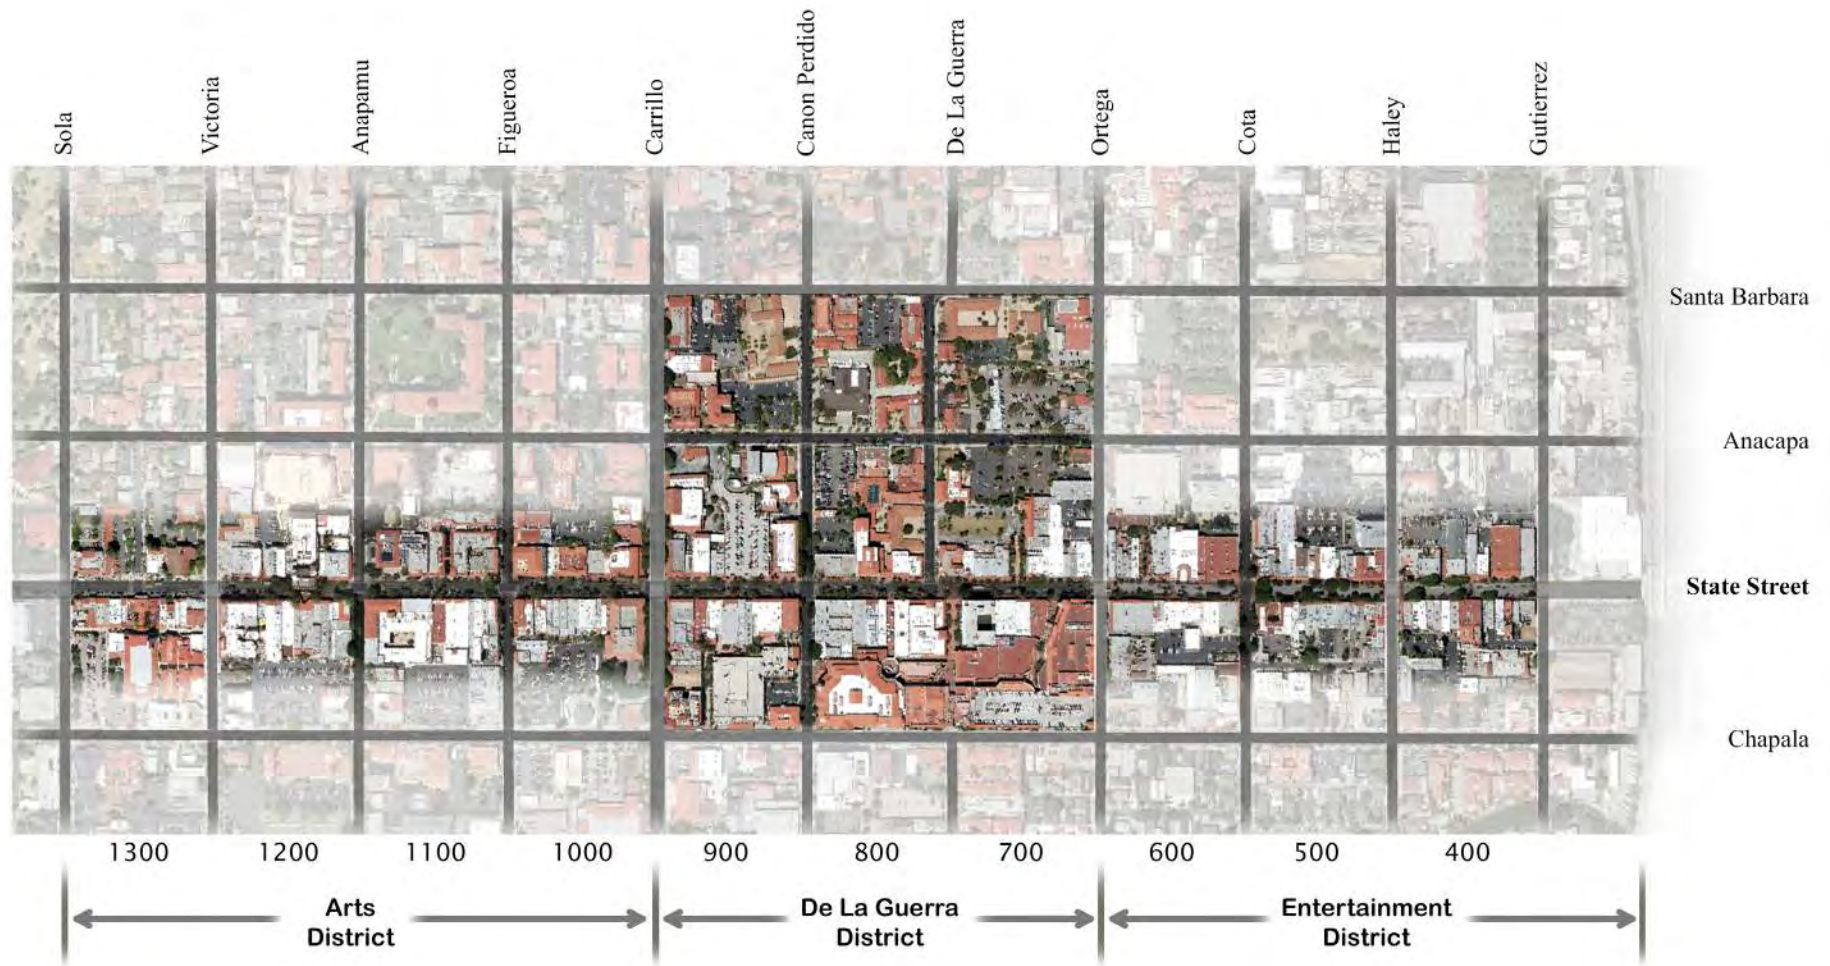 Sola
Victoria
Anapamu
Figueroa
Carrillo
Canon Perdido
De La Guerra
Ortega
Cota
Haley
Gutierrez
Santa Barbara
Anacapa
State Street
Chapala
1300
1200
1100
1000
900
800
700
600
500
400
Arts
District
De La Guerra
District
Entertainment
District